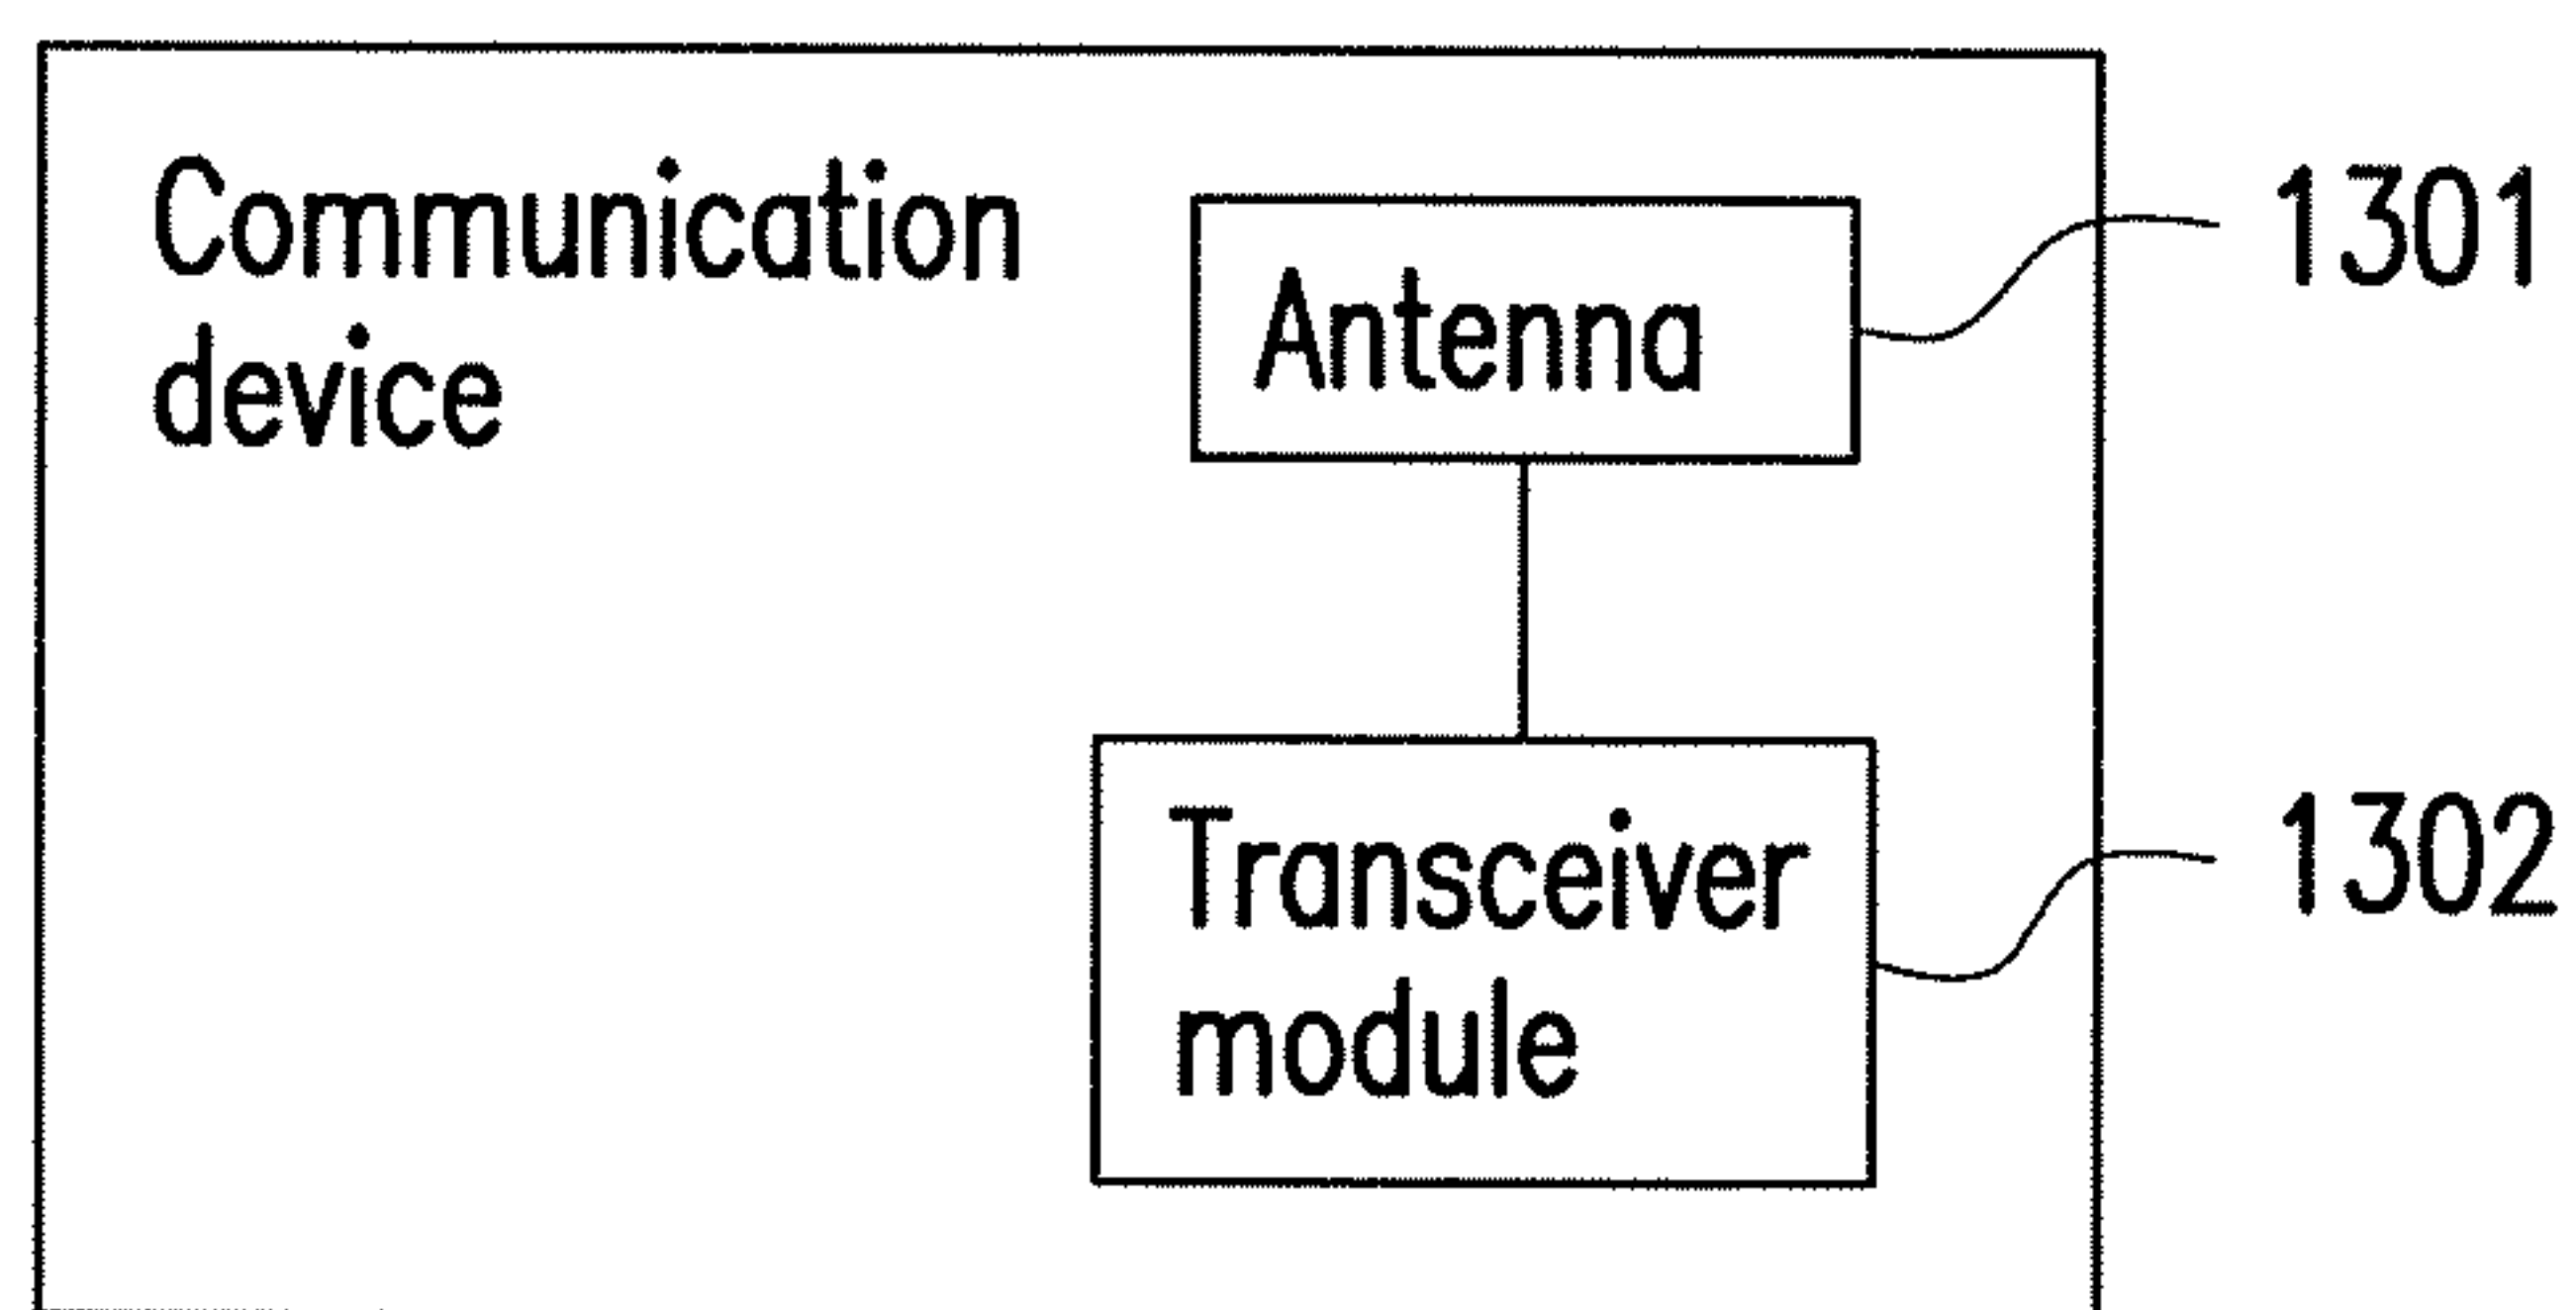 Communication
device
Antenna
1301
Transceiver
module
1302